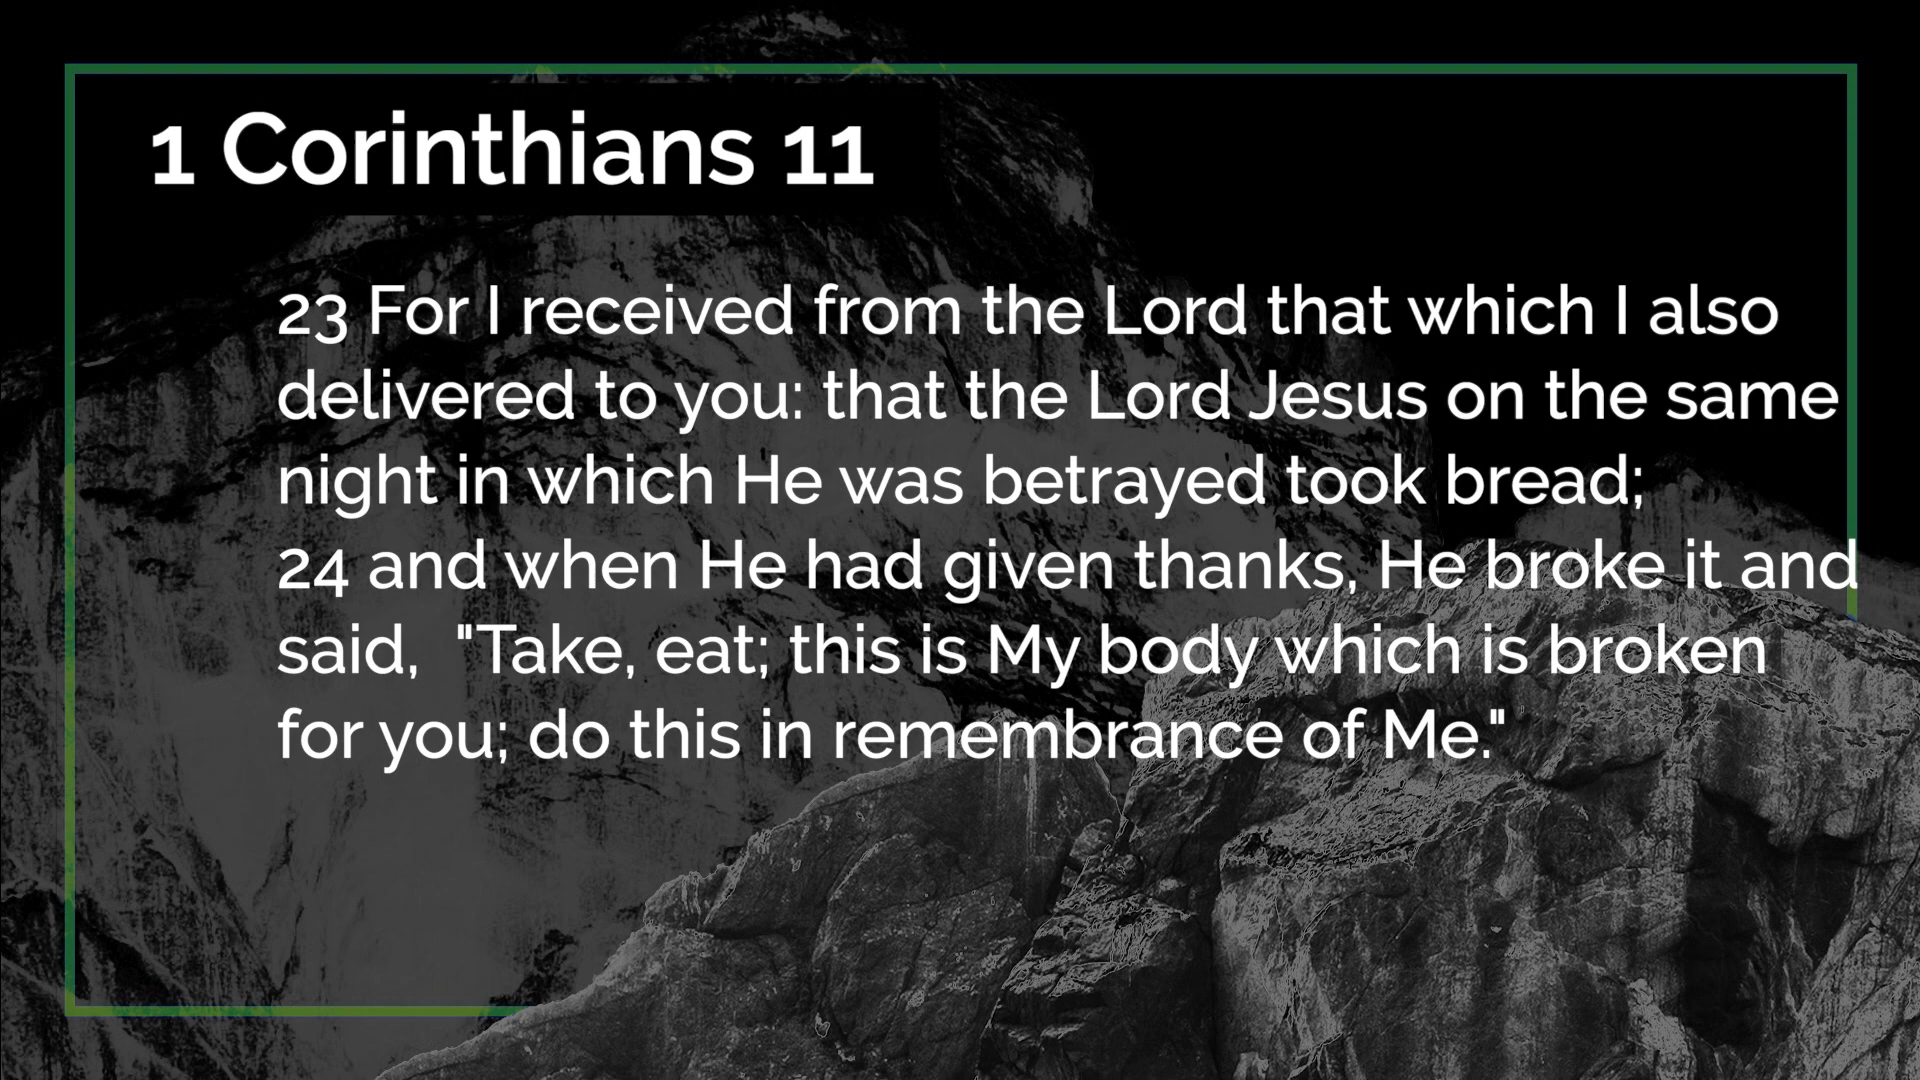 1 Corinthians 11
23 For I received from the Lord that which I also
delivered to you: that the Lord Jesus on the same
night in which He was betrayed took bread;
24 and when He had given thanks, He broke it and
said,  "Take, eat; this is My body which is broken
for you; do this in remembrance of Me."